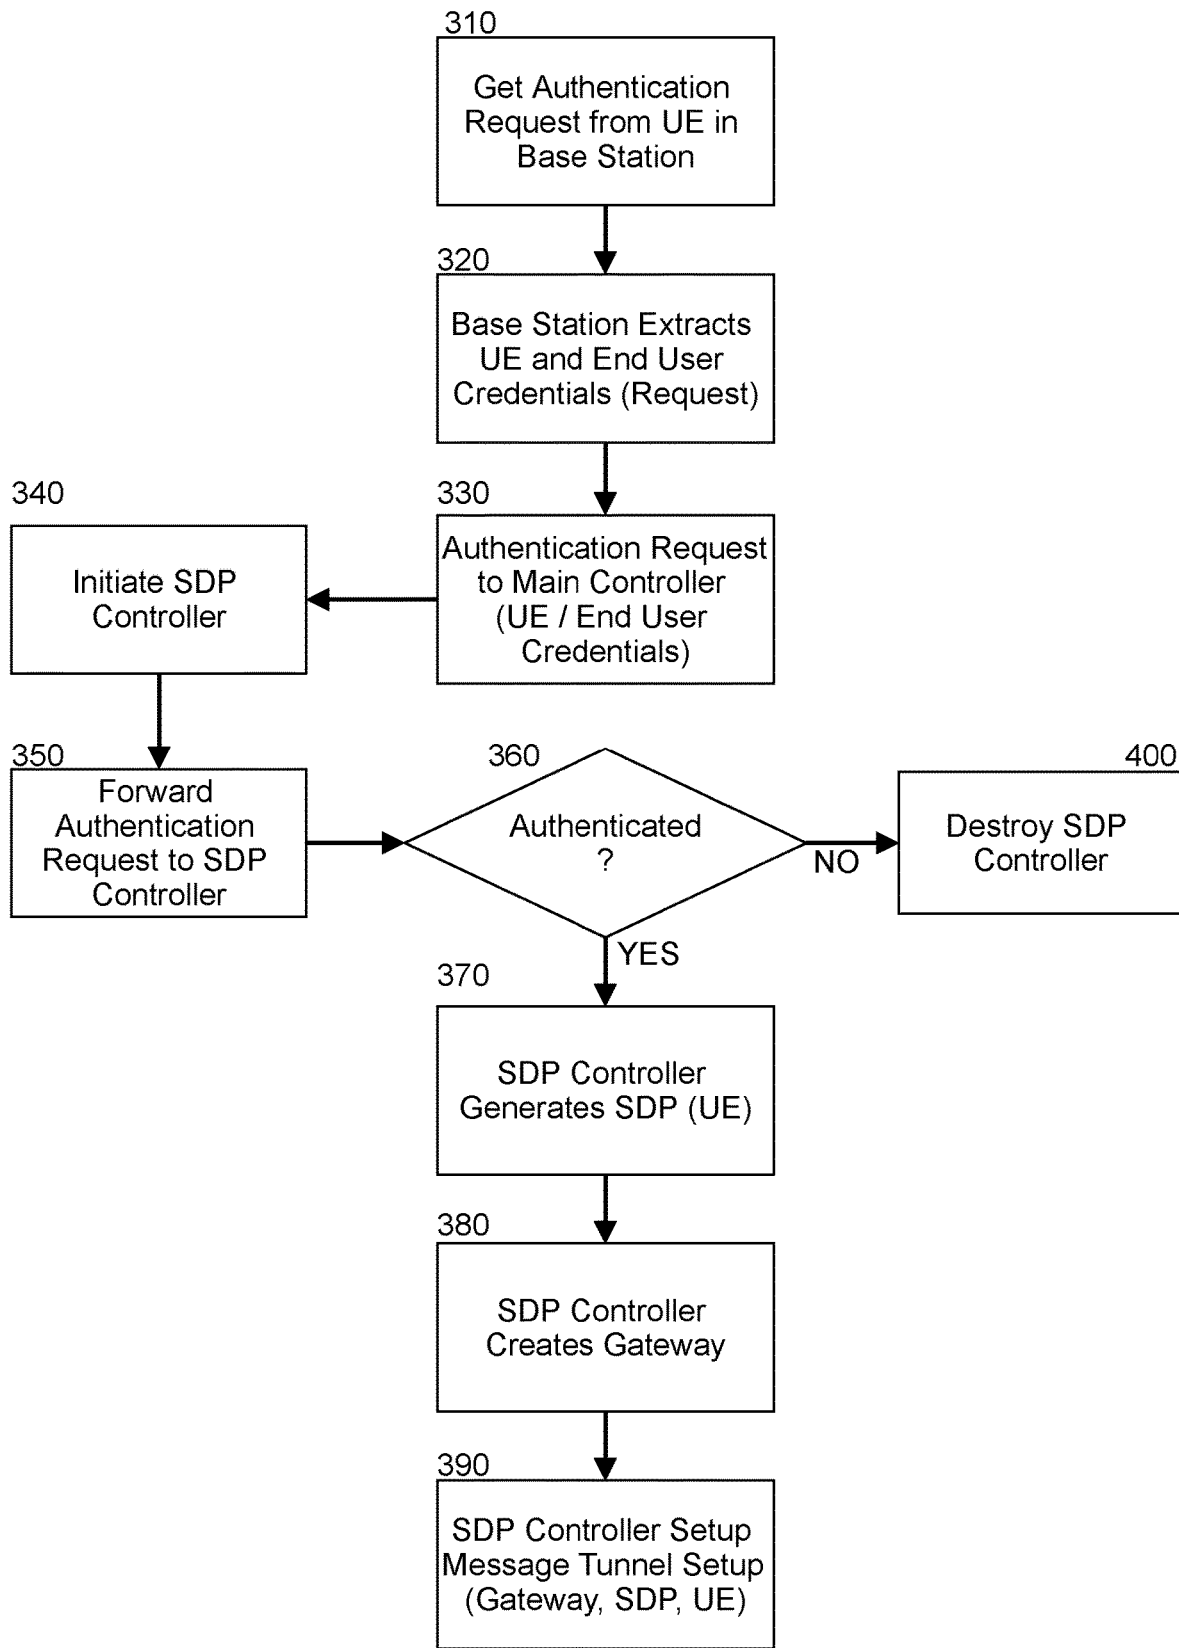 310
Get Authentication
Request from UE in
Base Station
320
Base Station Extracts
UE and End User
Credentials (Request)
330
Authentication Request
to Main Controller
(UE / End User
Credentials)
340
Initiate SDP
Controller
350
Forward
Authentication
Request to SDP
Controller
360
Authenticated
?
NO
400
Destroy SDP
Controller
YES
370
SDP Controller
Generates SDP (UE)
380
SDP Controller
Creates Gateway
390
SDP Controller Setup
Message Tunnel Setup
(Gateway, SDP, UE)